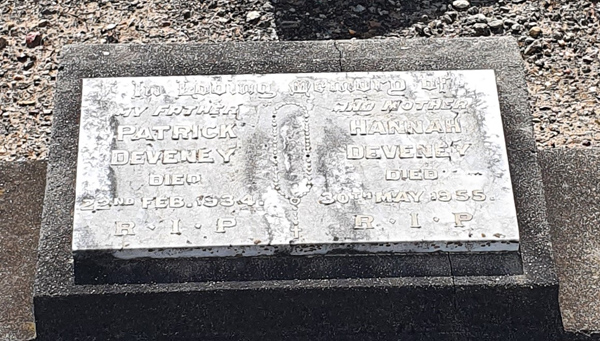 In Loving Memory of
MY FATHER
PATRICK
DEVENEY
DIED
22ND FEB. 1934.
R · I · P
AND MOTHER
HANNAH
DEVENEY
DIED
30TH MAY. 1955.
R · I · P